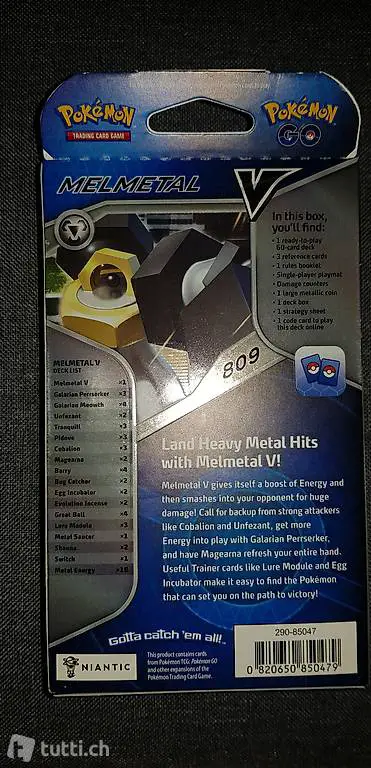 Pokémon
TRADING CARD GAME
Pokémon
GO
MELMETAL V
In this box,
you'll find:
• 1 ready-to-play
60-card deck
• 3 reference cards
• 1 rules booklet
• Single-player playmat
• Damage counters
• 1 large metallic coin
• 1 deck box
• 1 strategy sheet
• 1 code card to play
this deck online
809
MELMETAL V
DECK LIST
Melmetal V ×1
Galarian Perrserker ×3
Galarian Meowth ×4
Unfezant ×2
Tranquill ×3
Pidove ×3
Cobalion ×3
Magearna ×2
Barry ×4
Bug Catcher ×2
Egg Incubator ×2
Evolution Incense ×2
Great Ball ×4
Lure Module ×3
Metal Saucer ×1
Shauna ×2
Switch ×1
Metal Energy ×18
Land Heavy Metal Hits
with Melmetal V!
Melmetal V gives itself a boost of Energy and
then smashes into your opponent for huge
damage! Call for backup from strong attackers
like Cobalion and Unfezant, get more
Energy into play with Galarian Perrserker,
and have Magearna refresh your entire hand.
Useful Trainer cards like Lure Module and Egg
Incubator make it easy to find the Pokémon
that can set you on the path to victory!
Gotta catch 'em all!™
NIANTIC
This product contains cards
from Pokémon TCG: Pokémon GO
and other expansions of the
Pokémon Trading Card Game.
290-85047
0 820650 850479
tutti.ch